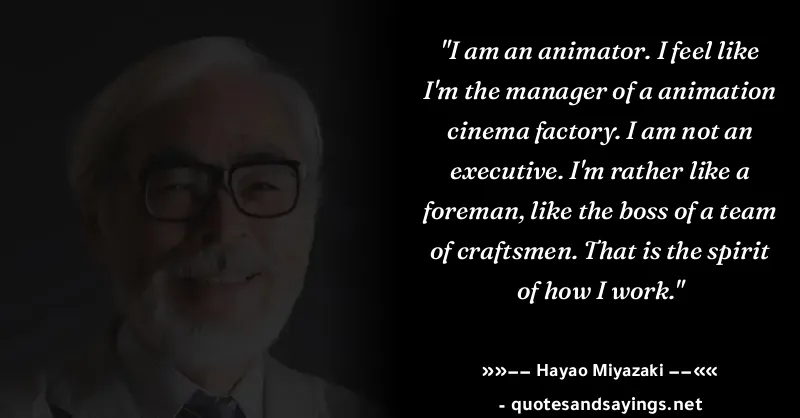 "I am an animator. I feel like
I'm the manager of a animation
cinema factory. I am not an
executive. I'm rather like a
foreman, like the boss of a team
of craftsmen. That is the spirit
of how I work."
»»−− Hayao Miyazaki −−««
- quotesandsayings.net